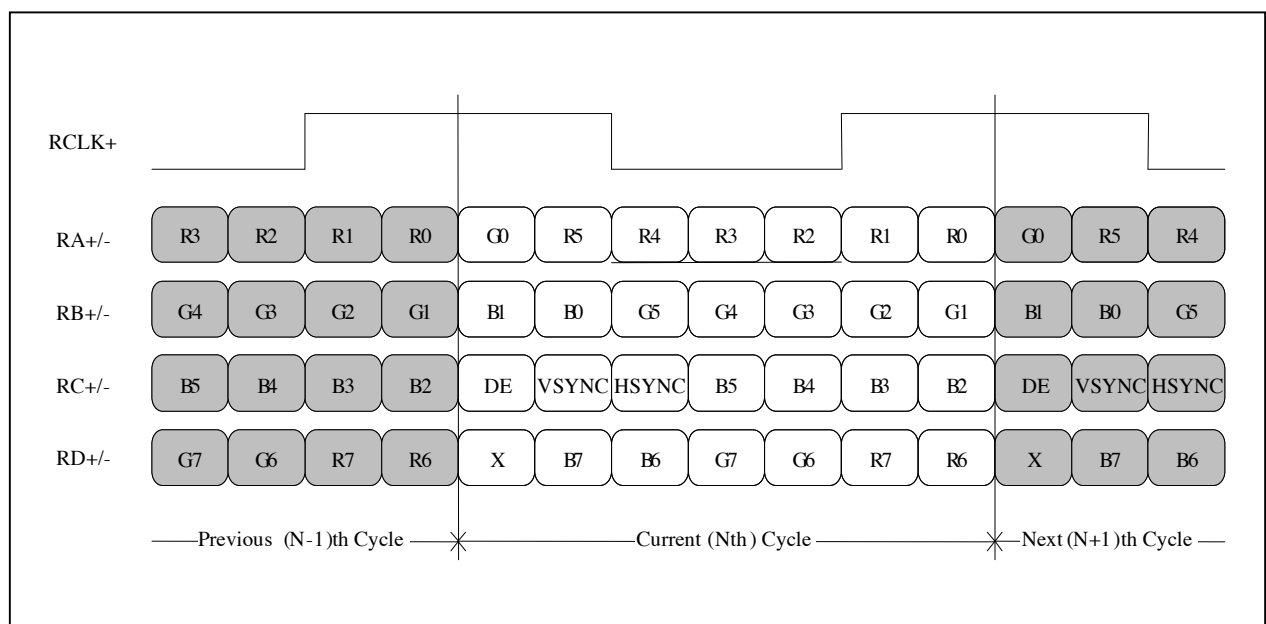 RCLK+
RA+/- R3 R2 R1 R0 G0 R5 R4 R3 R2 R1 R0 G0 R5 R4
RB+/- G4 G3 G2 G1 B1 B0 G5 G4 G3 G2 G1 B1 B0 G5
RC+/- B5 B4 B3 B2 DE VSYNC HSYNC B5 B4 B3 B2 DE VSYNC HSYNC
RD+/- G7 G6 R7 R6 X B7 B6 G7 G6 R7 R6 X B7 B6
Previous (N-1)th Cycle Current (Nth) Cycle Next (N+1)th Cycle